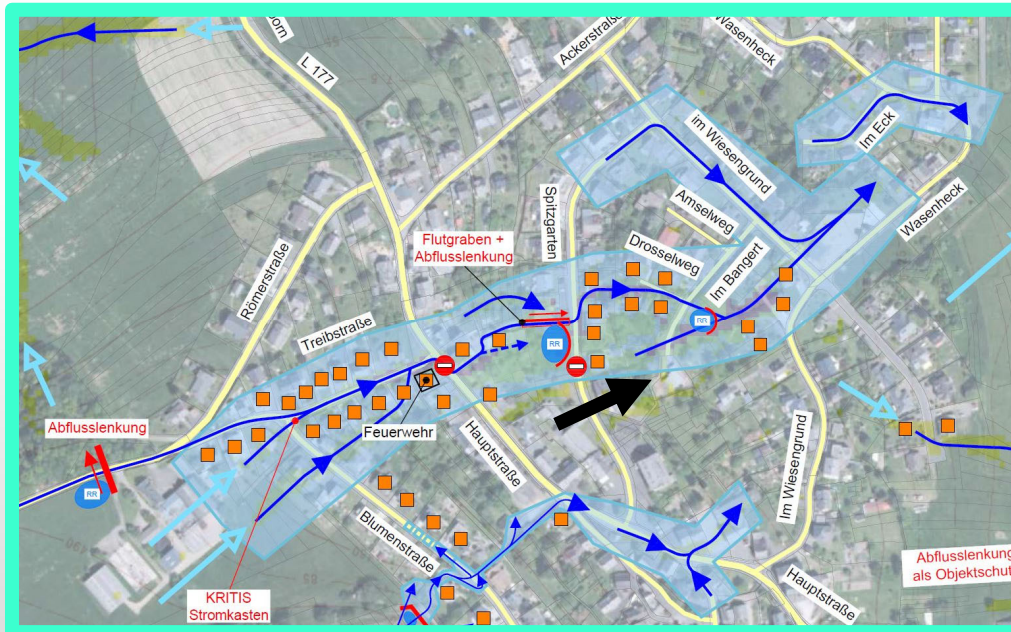 orn
L 177
Ackerstraße
Wasenheck
im Wiesengrund
Im Eck
Wasenheck
Amselweg
Spitzgarten
Drosselweg
Im Bangert
Flutgraben +
Abflusslenkung
Römerstraße
Treibstraße
RR
RR
Abflusslenkung
RR
Feuerwehr
Hauptstraße
Im Wiesengrund
Blumenstraße
KRITIS
Stromkasten
Hauptstraße
Abflusslenkung
als Objektschut